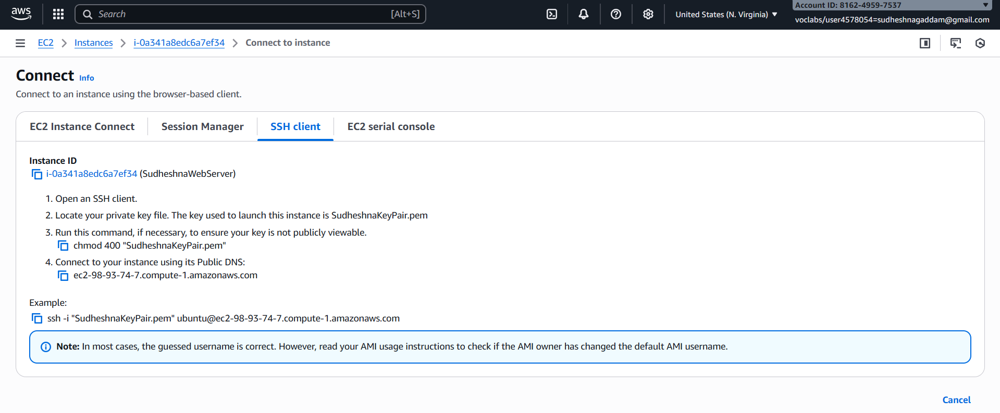 aws
Search [Alt+S]
United States (N. Virginia)
Account ID: 8162-4959-7537
voclabs/user4578054=sudheshnagaddam@gmail.com
EC2 Instances i-0a341a8edc6a7ef34 Connect to instance
Connect Info
Connect to an instance using the browser-based client.
EC2 Instance Connect Session Manager SSH client EC2 serial console
Instance ID
i-0a341a8edc6a7ef34 (SudheshnaWebServer)
1. Open an SSH client.
2. Locate your private key file. The key used to launch this instance is SudheshnaKeyPair.pem
3. Run this command, if necessary, to ensure your key is not publicly viewable.
chmod 400 "SudheshnaKeyPair.pem"
4. Connect to your instance using its Public DNS:
ec2-98-93-74-7.compute-1.amazonaws.com
Example:
ssh -i "SudheshnaKeyPair.pem" ubuntu@ec2-98-93-74-7.compute-1.amazonaws.com
Note: In most cases, the guessed username is correct. However, read your AMI usage instructions to check if the AMI owner has changed the default AMI username.
Cancel